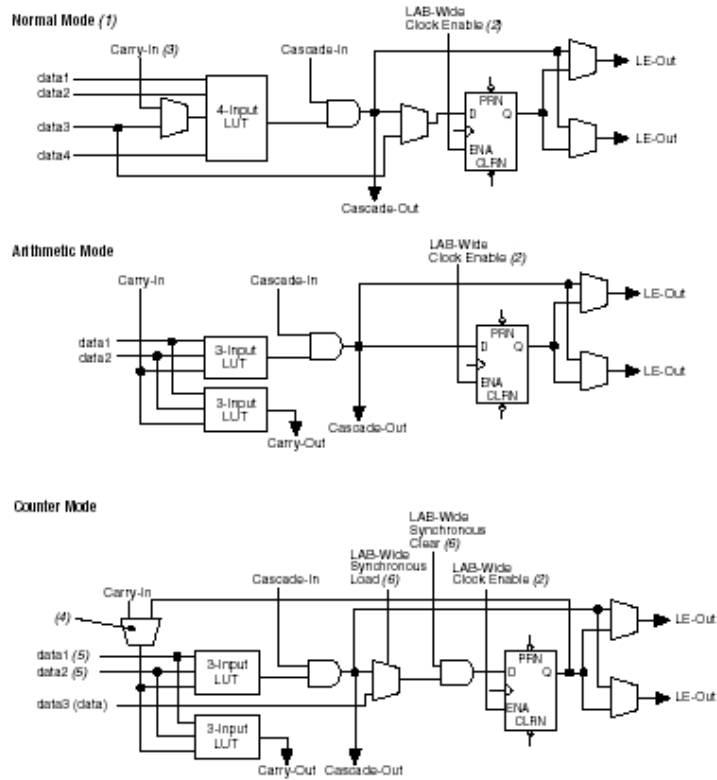 Normal Mode (1)
LAB-Wide
Clock Enable (2)
Carry-In (3)
Cascade-In
data1
data2
data3
data4
4-Input
LUT
PRN
D Q
ENA
CLRN
LE-Out
LE-Out
Cascade-Out
Arithmetic Mode
LAB-Wide
Clock Enable (2)
Carry-In
Cascade-In
data1
data2
3-Input
LUT
3-Input
LUT
PRN
D Q
ENA
CLRN
LE-Out
LE-Out
Carry-Out
Cascade-Out
Counter Mode
LAB-Wide
Synchronous
Clear (6)
LAB-Wide
Synchronous
Load (6)
LAB-Wide
Clock Enable (2)
Cascade-In
Carry-In
(4)
data1 (5)
data2 (5)
data3 (data)
3-Input
LUT
3-Input
LUT
PRN
D Q
ENA
CLRN
LE-Out
LE-Out
Carry-Out
Cascade-Out